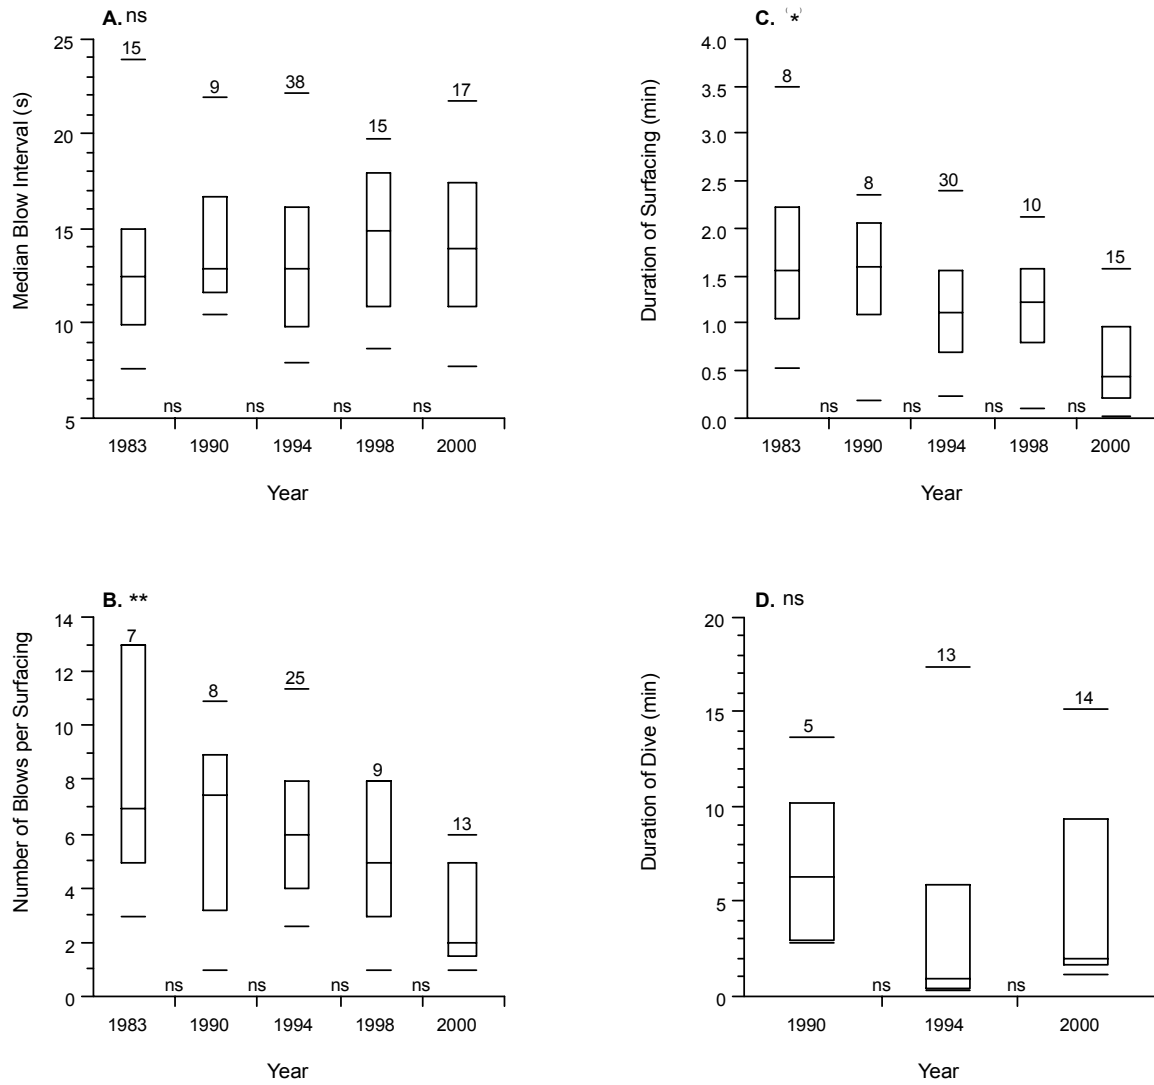 A. ns
Median Blow Interval (s)
25
20
15
10
5
15
9
38
15
17
ns ns ns ns
1983 1990 1994 1998 2000
Year
C. (*)
Duration of Surfacing (min)
4.0
3.5
3.0
2.5
2.0
1.5
1.0
0.5
0.0
8
8
30
10
15
ns ns ns ns
1983 1990 1994 1998 2000
Year
B. **
Number of Blows per Surfacing
14
12
10
8
6
4
2
0
7
8
25
9
13
ns ns ns ns
1983 1990 1994 1998 2000
Year
D. ns
Duration of Dive (min)
20
15
10
5
0
5
13
14
ns ns
1990 1994 2000
Year